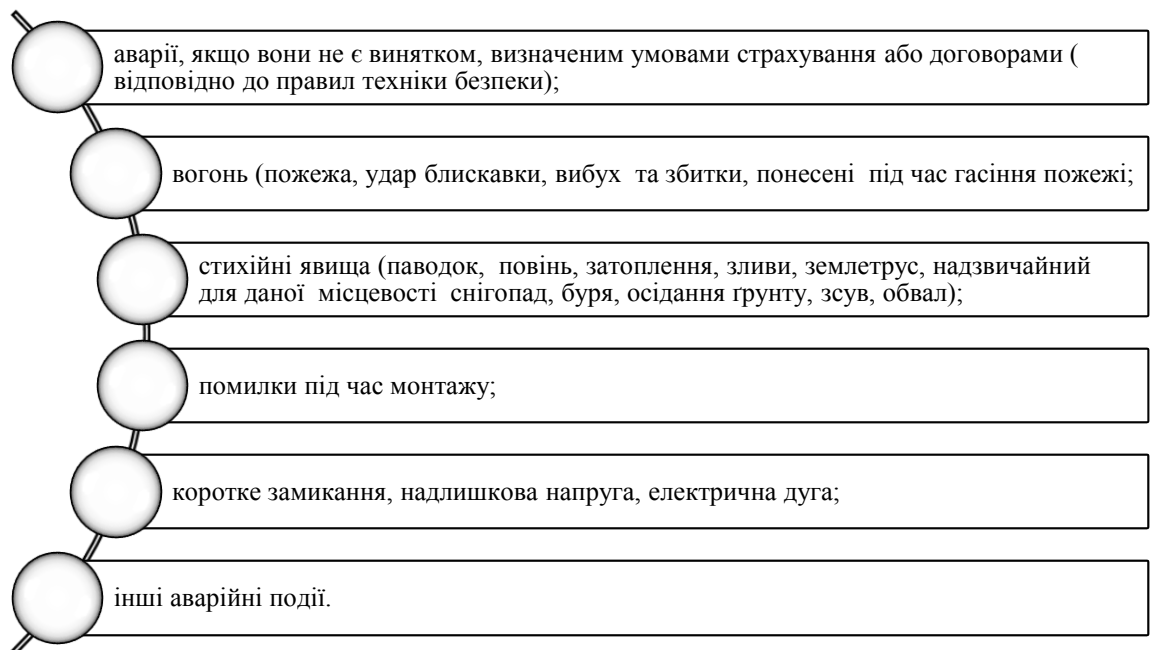 аварії, якщо вони не є винятком, визначеним умовами страхування або договорами (
відповідно до правил техніки безпеки);
вогонь (пожежа, удар блискавки, вибух та збитки, понесені під час гасіння пожежі;
стихійні явища (паводок, повінь, затоплення, зливи, землетрус, надзвичайний
для даної місцевості снігопад, буря, осідання ґрунту, зсув, обвал);
помилки під час монтажу;
коротке замикання, надлишкова напруга, електрична дуга;
інші аварійні події.